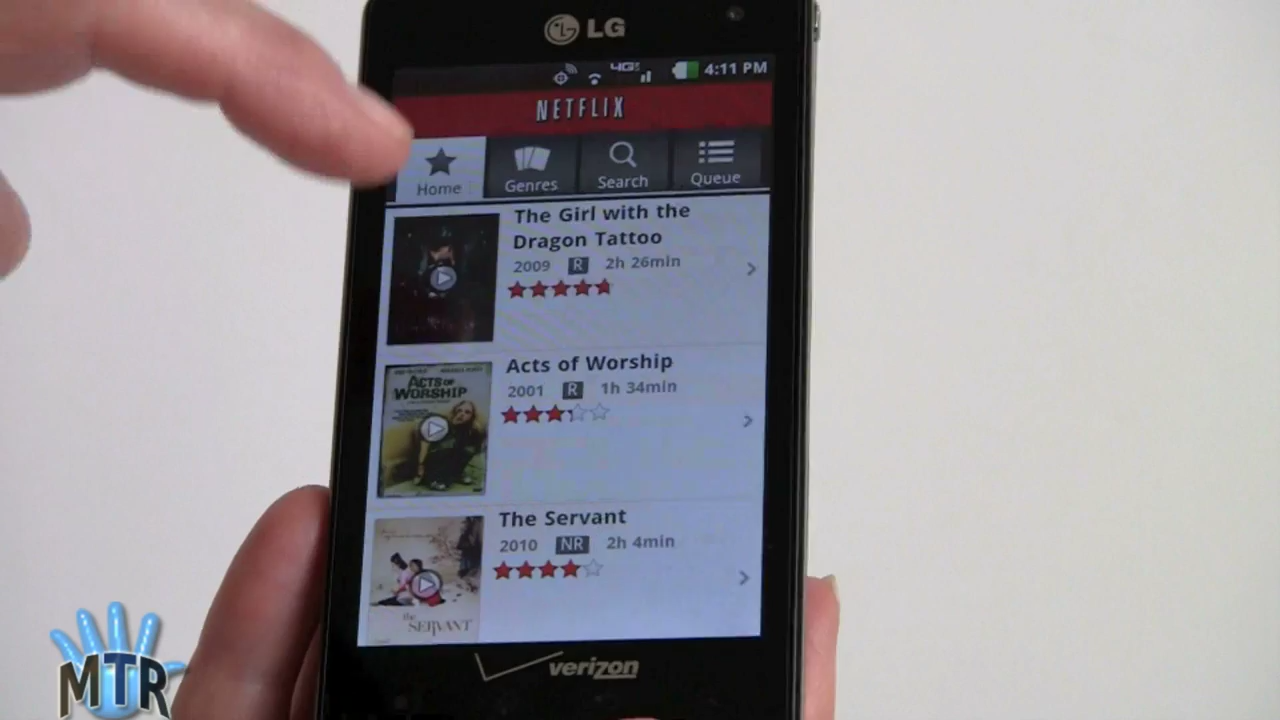 LG
4G 4:11 PM
NETFLIX
Home Genres Search Queue
The Girl with the
Dragon Tattoo
2009 R 2h 26min
ACTS OF
WORSHIP
Acts of Worship
2001 R 1h 34min
The Servant
2010 NR 2h 4min
the
SERVANT
verizon
MTR